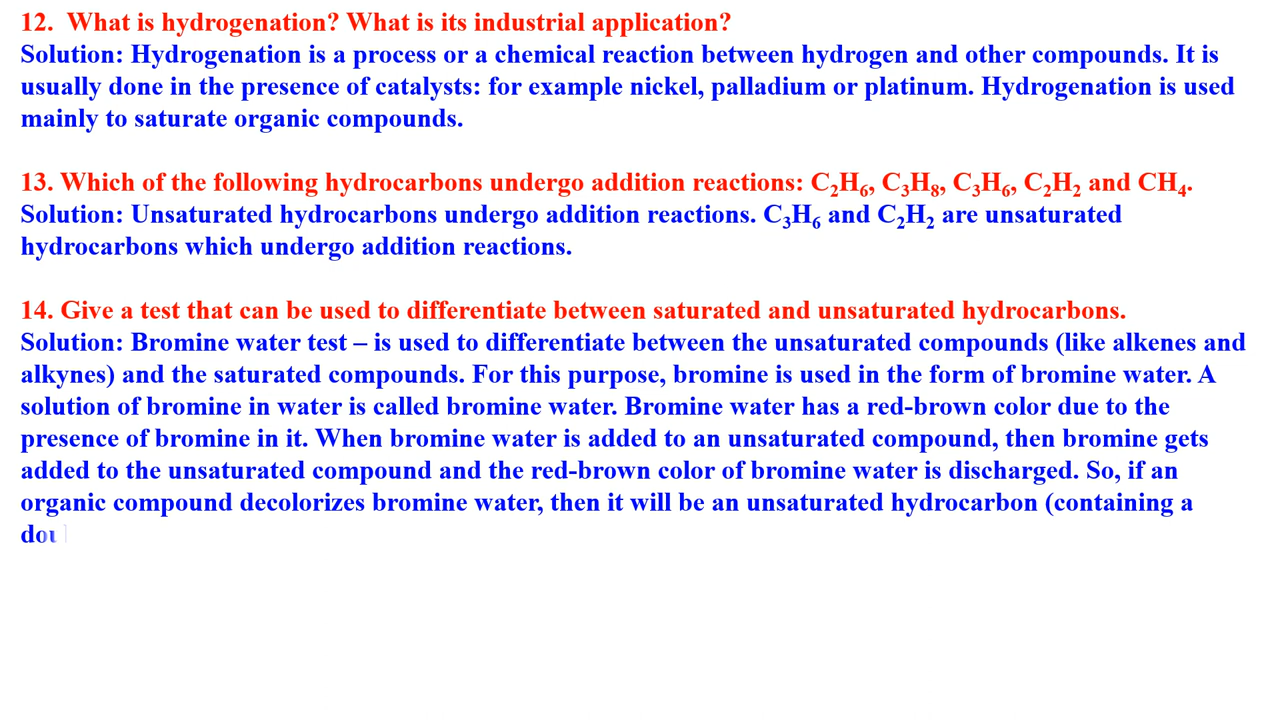 12.  What is hydrogenation? What is its industrial application?
Solution: Hydrogenation is a process or a chemical reaction between hydrogen and other compounds. It is
usually done in the presence of catalysts: for example nickel, palladium or platinum. Hydrogenation is used
mainly to saturate organic compounds.
13. Which of the following hydrocarbons undergo addition reactions: C₂H₆, C₃H₈, C₃H₆, C₂H₂ and CH₄.
Solution: Unsaturated hydrocarbons undergo addition reactions. C₃H₆ and C₂H₂ are unsaturated
hydrocarbons which undergo addition reactions.
14. Give a test that can be used to differentiate between saturated and unsaturated hydrocarbons.
Solution: Bromine water test – is used to differentiate between the unsaturated compounds (like alkenes and
alkynes) and the saturated compounds. For this purpose, bromine is used in the form of bromine water. A
solution of bromine in water is called bromine water. Bromine water has a red-brown color due to the
presence of bromine in it. When bromine water is added to an unsaturated compound, then bromine gets
added to the unsaturated compound and the red-brown color of bromine water is discharged. So, if an
organic compound decolorizes bromine water, then it will be an unsaturated hydrocarbon (containing a